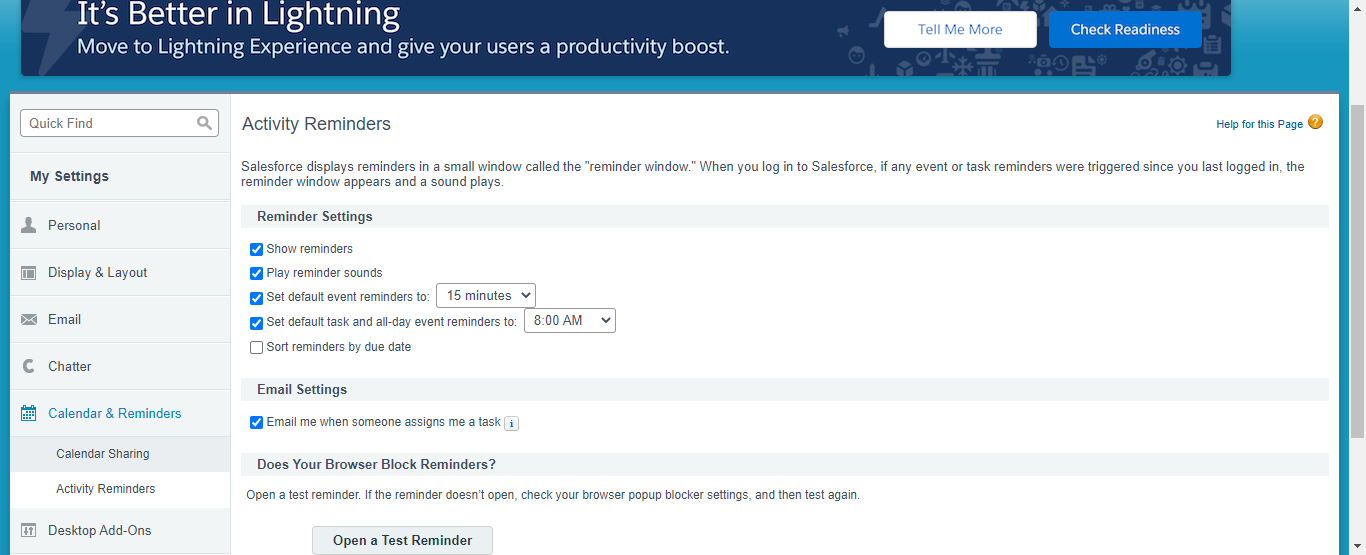 It's Better in Lightning
Move to Lightning Experience and give your users a productivity boost.
Tell Me More
Check Readiness
Quick Find
My Settings
Personal
Display & Layout
Email
Chatter
Calendar & Reminders
Calendar Sharing
Activity Reminders
Desktop Add-Ons
Activity Reminders
Help for this Page ?
Salesforce displays reminders in a small window called the "reminder window." When you log in to Salesforce, if any event or task reminders were triggered since you last logged in, the
reminder window appears and a sound plays.
Reminder Settings
Show reminders
Play reminder sounds
Set default event reminders to: 15 minutes
Set default task and all-day event reminders to: 8:00 AM
Sort reminders by due date
Email Settings
Email me when someone assigns me a task i
Does Your Browser Block Reminders?
Open a test reminder. If the reminder doesn't open, check your browser popup blocker settings, and then test again.
Open a Test Reminder